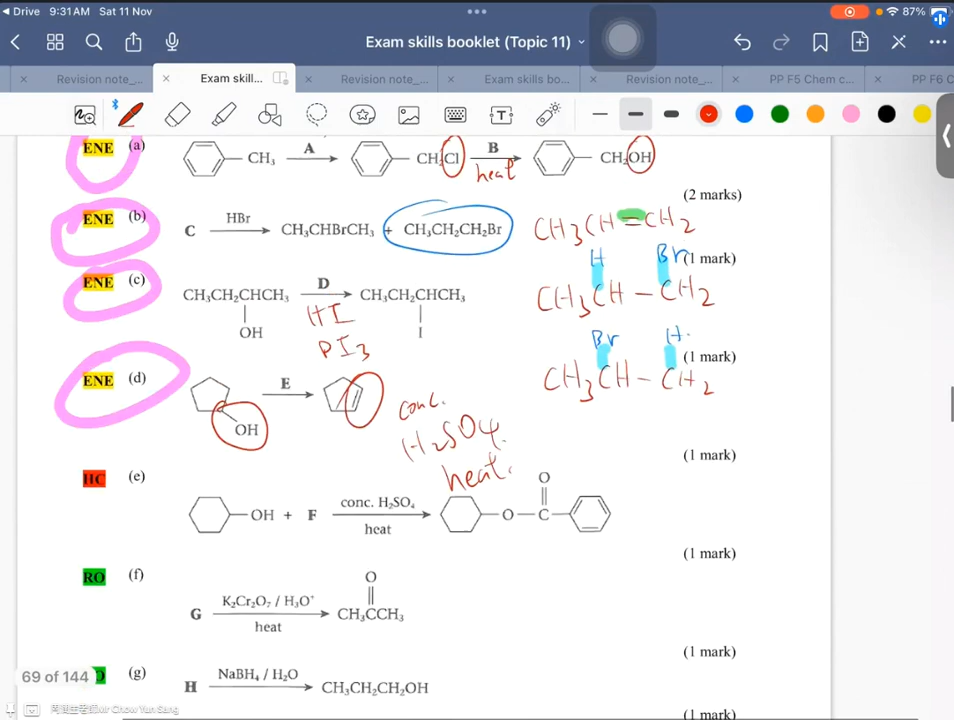 Drive 9:31 AM Sat 11 Nov 87%
Exam skills booklet (Topic 11)
Revision note_... Exam skill... Revision note_... Exam skills bo... Revision note_... PP F5 Chem c... PP F6 C
ENE (a) CH₃ A CH₂Cl B heat CH₂OH
(2 marks)
ENE (b) C HBr CH₃CHBrCH₃ + CH₃CH₂CH₂Br CH₃CH=CH₂
(1 mark)
H Br
CH₃CH–CH₂
ENE (c) CH₃CH₂CHCH₃ D CH₃CH₂CHCH₃
OH HI I
PI₃
(1 mark)
Br H
CH₃CH–CH₂
ENE (d) OH E
conc. H₂SO₄ heat
(1 mark)
HC (e)
OH + F conc. H₂SO₄ heat O C O
(1 mark)
RO (f)
G K₂Cr₂O₇ / H₃O⁺ heat O CH₃CCH₃
(1 mark)
(g)
H NaBH₄ / H₂O CH₃CH₂CH₂OH
(1 mark)
69 of 144